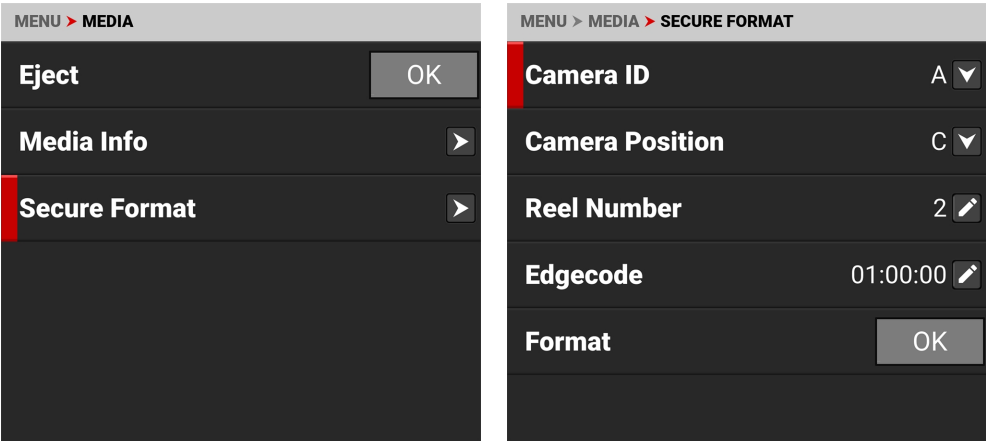 MENU > MEDIA
Eject OK
Media Info
Secure Format
MENU > MEDIA > SECURE FORMAT
Camera ID A
Camera Position C
Reel Number 2
Edgecode 01:00:00
Format OK